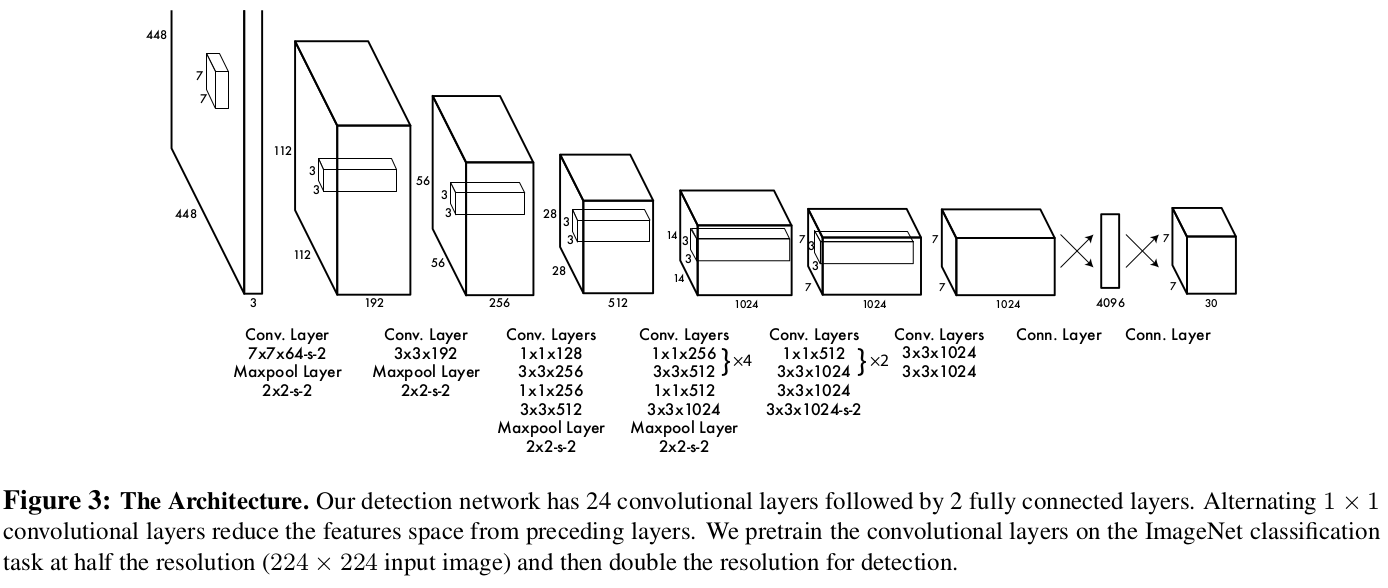 448
7
7
448
3
112
3
3
112
192
56
3
3
56
256
28
3
3
28
512
14
3
3
14
1024
7
3
3
7
1024
7
7
1024
4096
7
7
30
Conv. Layer
7x7x64-s-2
Maxpool Layer
2x2-s-2
Conv. Layer
3x3x192
Maxpool Layer
2x2-s-2
Conv. Layers
1x1x128
3x3x256
1x1x256
3x3x512
Maxpool Layer
2x2-s-2
Conv. Layers
1x1x256
3x3x512 }×4
1x1x512
3x3x1024
Maxpool Layer
2x2-s-2
Conv. Layers
1x1x512
3x3x1024 }×2
3x3x1024
3x3x1024-s-2
Conv. Layers
3x3x1024
3x3x1024
Conn. Layer
Conn. Layer
Figure 3: The Architecture. Our detection network has 24 convolutional layers followed by 2 fully connected layers. Alternating 1 × 1
convolutional layers reduce the features space from preceding layers. We pretrain the convolutional layers on the ImageNet classification
task at half the resolution (224 × 224 input image) and then double the resolution for detection.